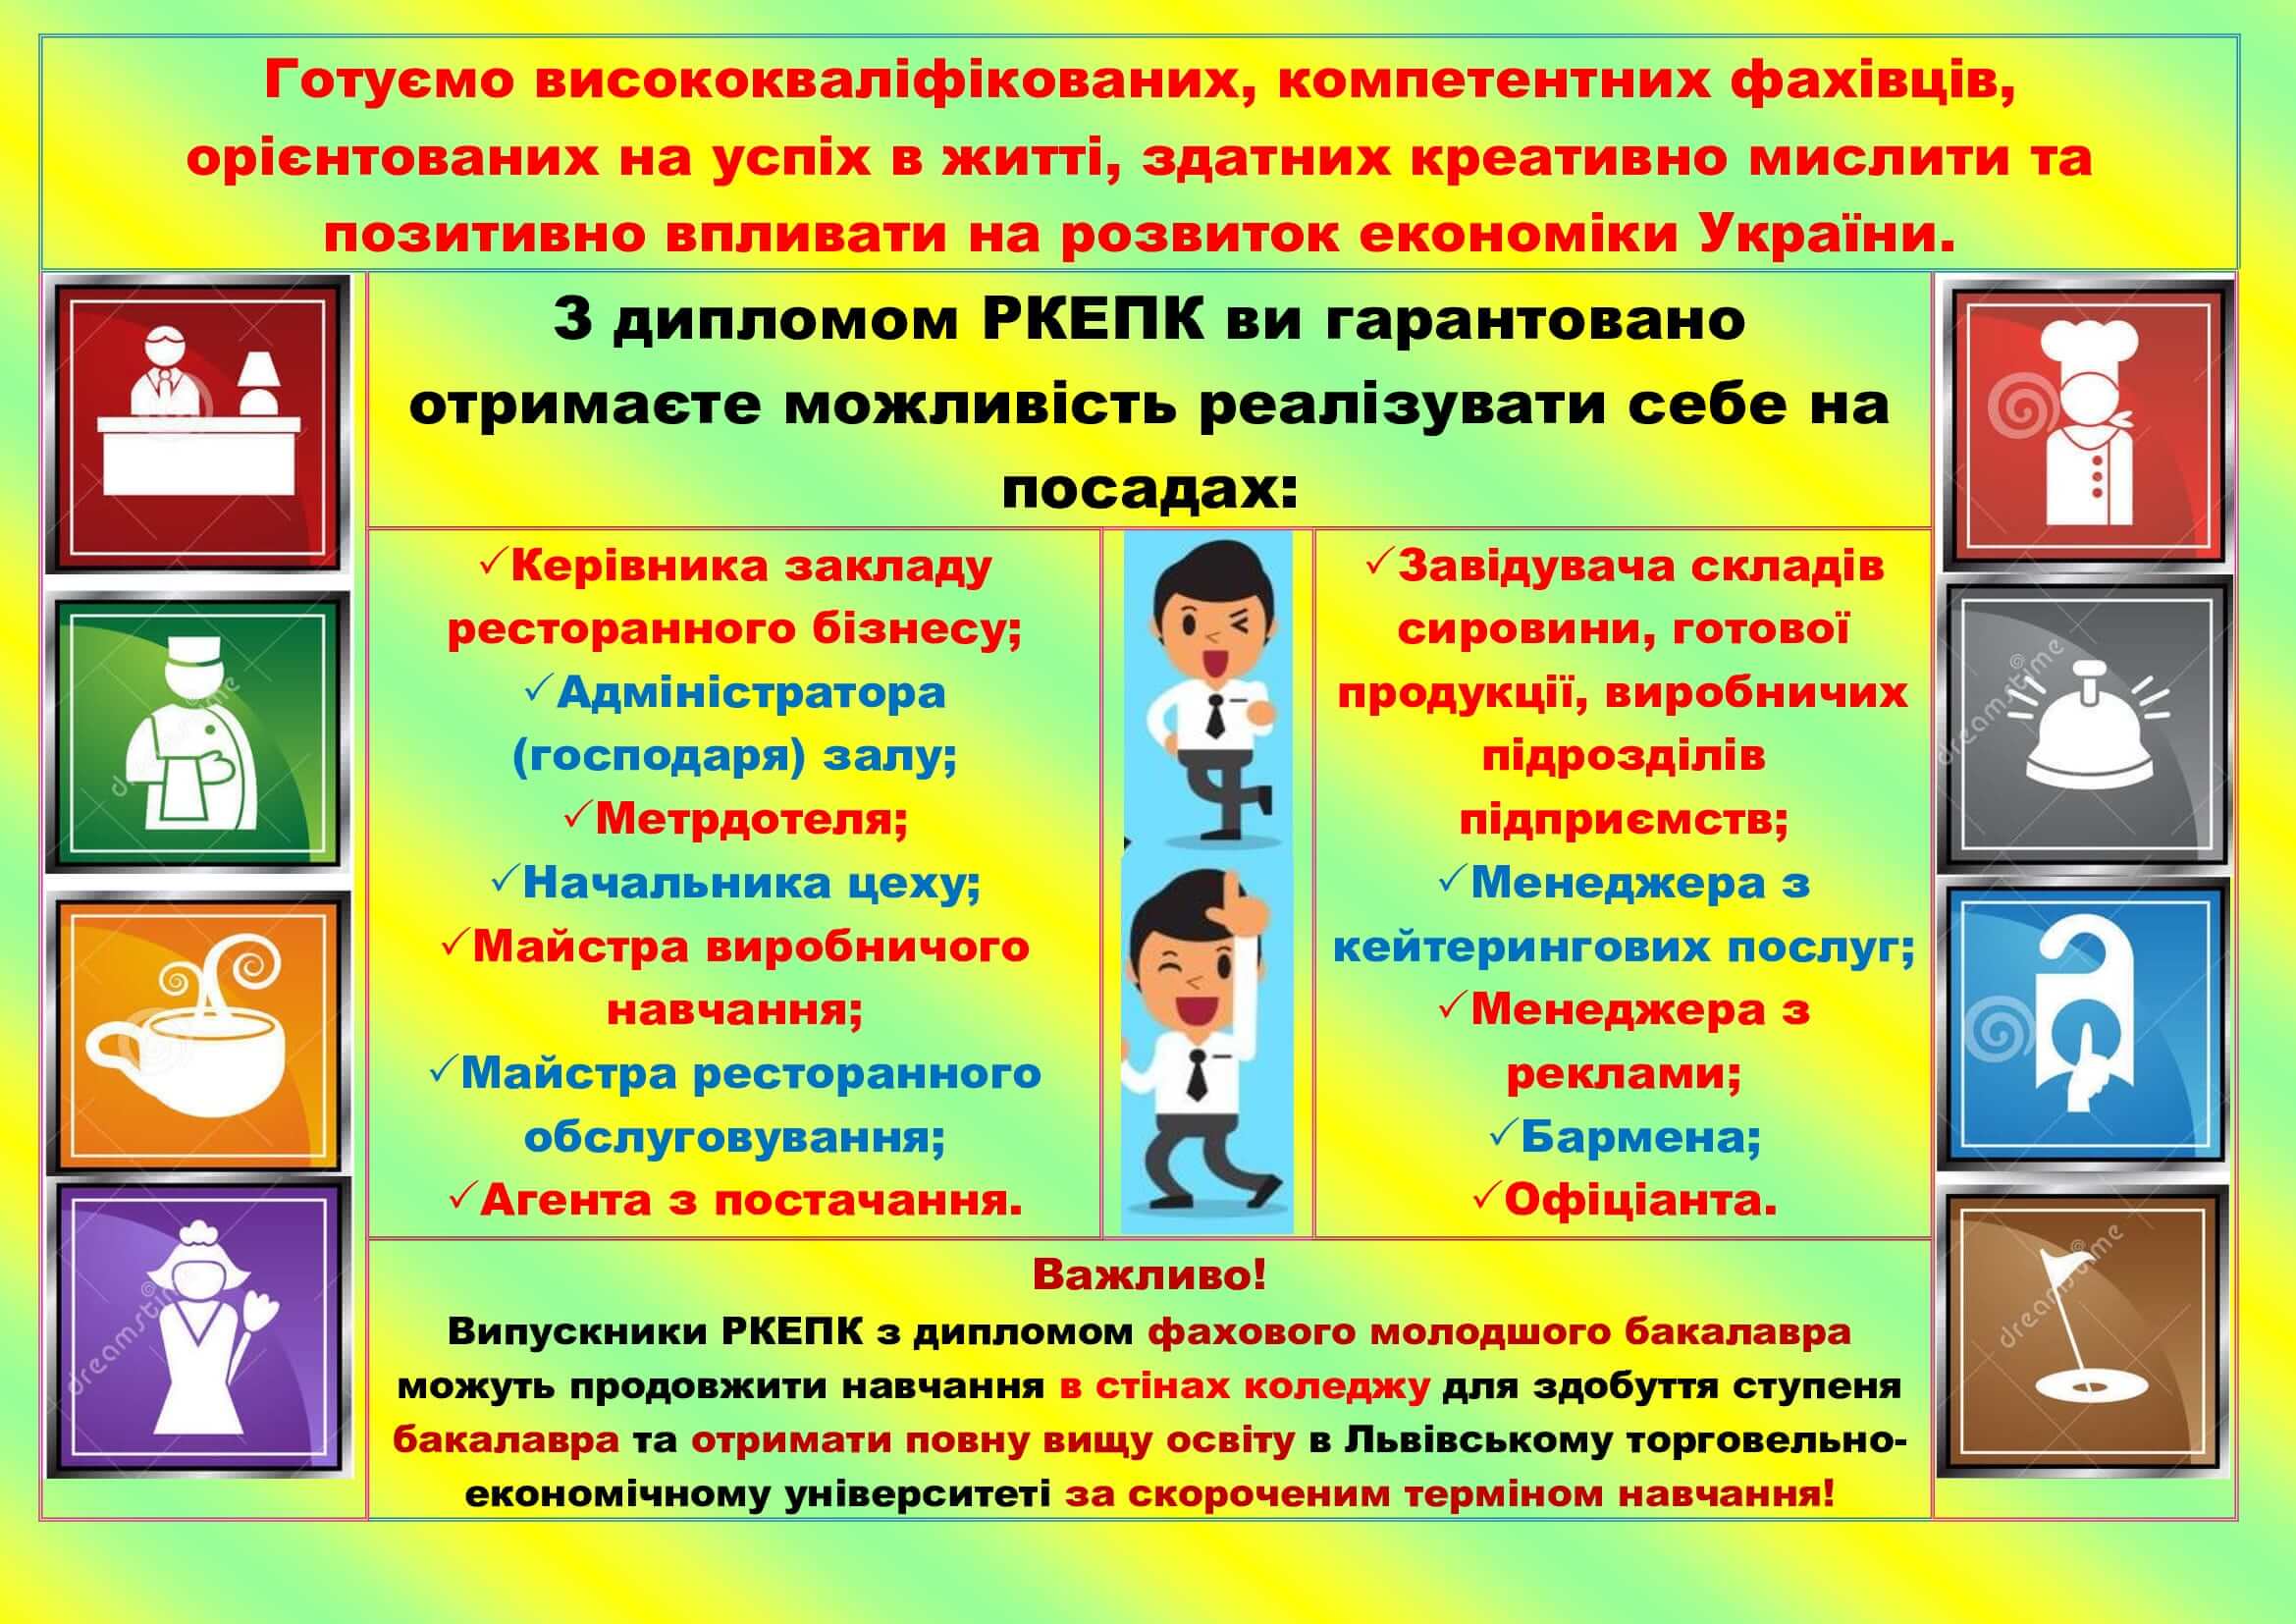 Готуємо висококваліфікованих, компетентних фахівців,
орієнтованих на успіх в житті, здатних креативно мислити та
позитивно впливати на розвиток економіки України.
З дипломом РКЕПК ви гарантовано
отримаєте можливість реалізувати себе на
посадах:
✓Керівника закладу
ресторанного бізнесу;
✓Адміністратора
(господаря) залу;
✓Метрдотеля;
✓Начальника цеху;
✓Майстра виробничого
навчання;
✓Майстра ресторанного
обслуговування;
✓Агента з постачання.
✓Завідувача складів
сировини, готової
продукції, виробничих
підрозділів
підприємств;
✓Менеджера з
кейтерингових послуг;
✓Менеджера з
реклами;
✓Бармена;
✓Офіціанта.
Важливо!
Випускники РКЕПК з дипломом фахового молодшого бакалавра
можуть продовжити навчання в стінах коледжу для здобуття ступеня
бакалавра та отримати повну вищу освіту в Львівському торговельно-
економічному університеті за скороченим терміном навчання!
dreamstime
dreamstime
dreamstime
dreamstime